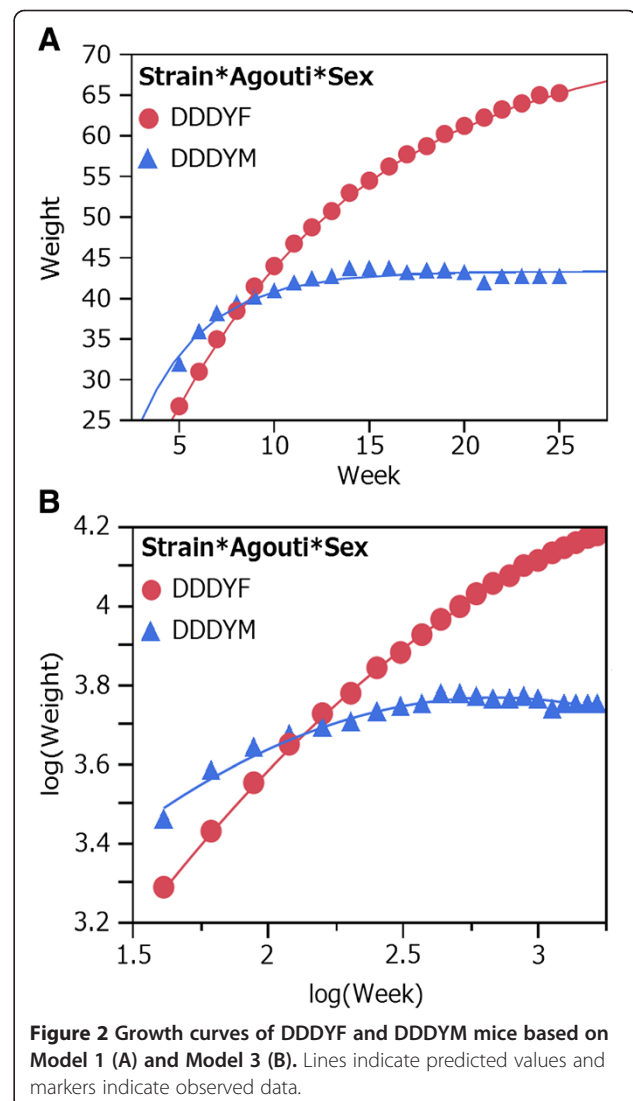 A
70
65
60
55
50
45
40
35
30
25
Weight
Strain*Agouti*Sex
DDDYF
DDDYM
5 10 15 20 25
Week
B
4.2
4
3.8
3.6
3.4
3.2
log(Weight)
Strain*Agouti*Sex
DDDYF
DDDYM
1.5 2 2.5 3
log(Week)
Figure 2 Growth curves of DDDYF and DDDYM mice based on
Model 1 (A) and Model 3 (B). Lines indicate predicted values and
markers indicate observed data.